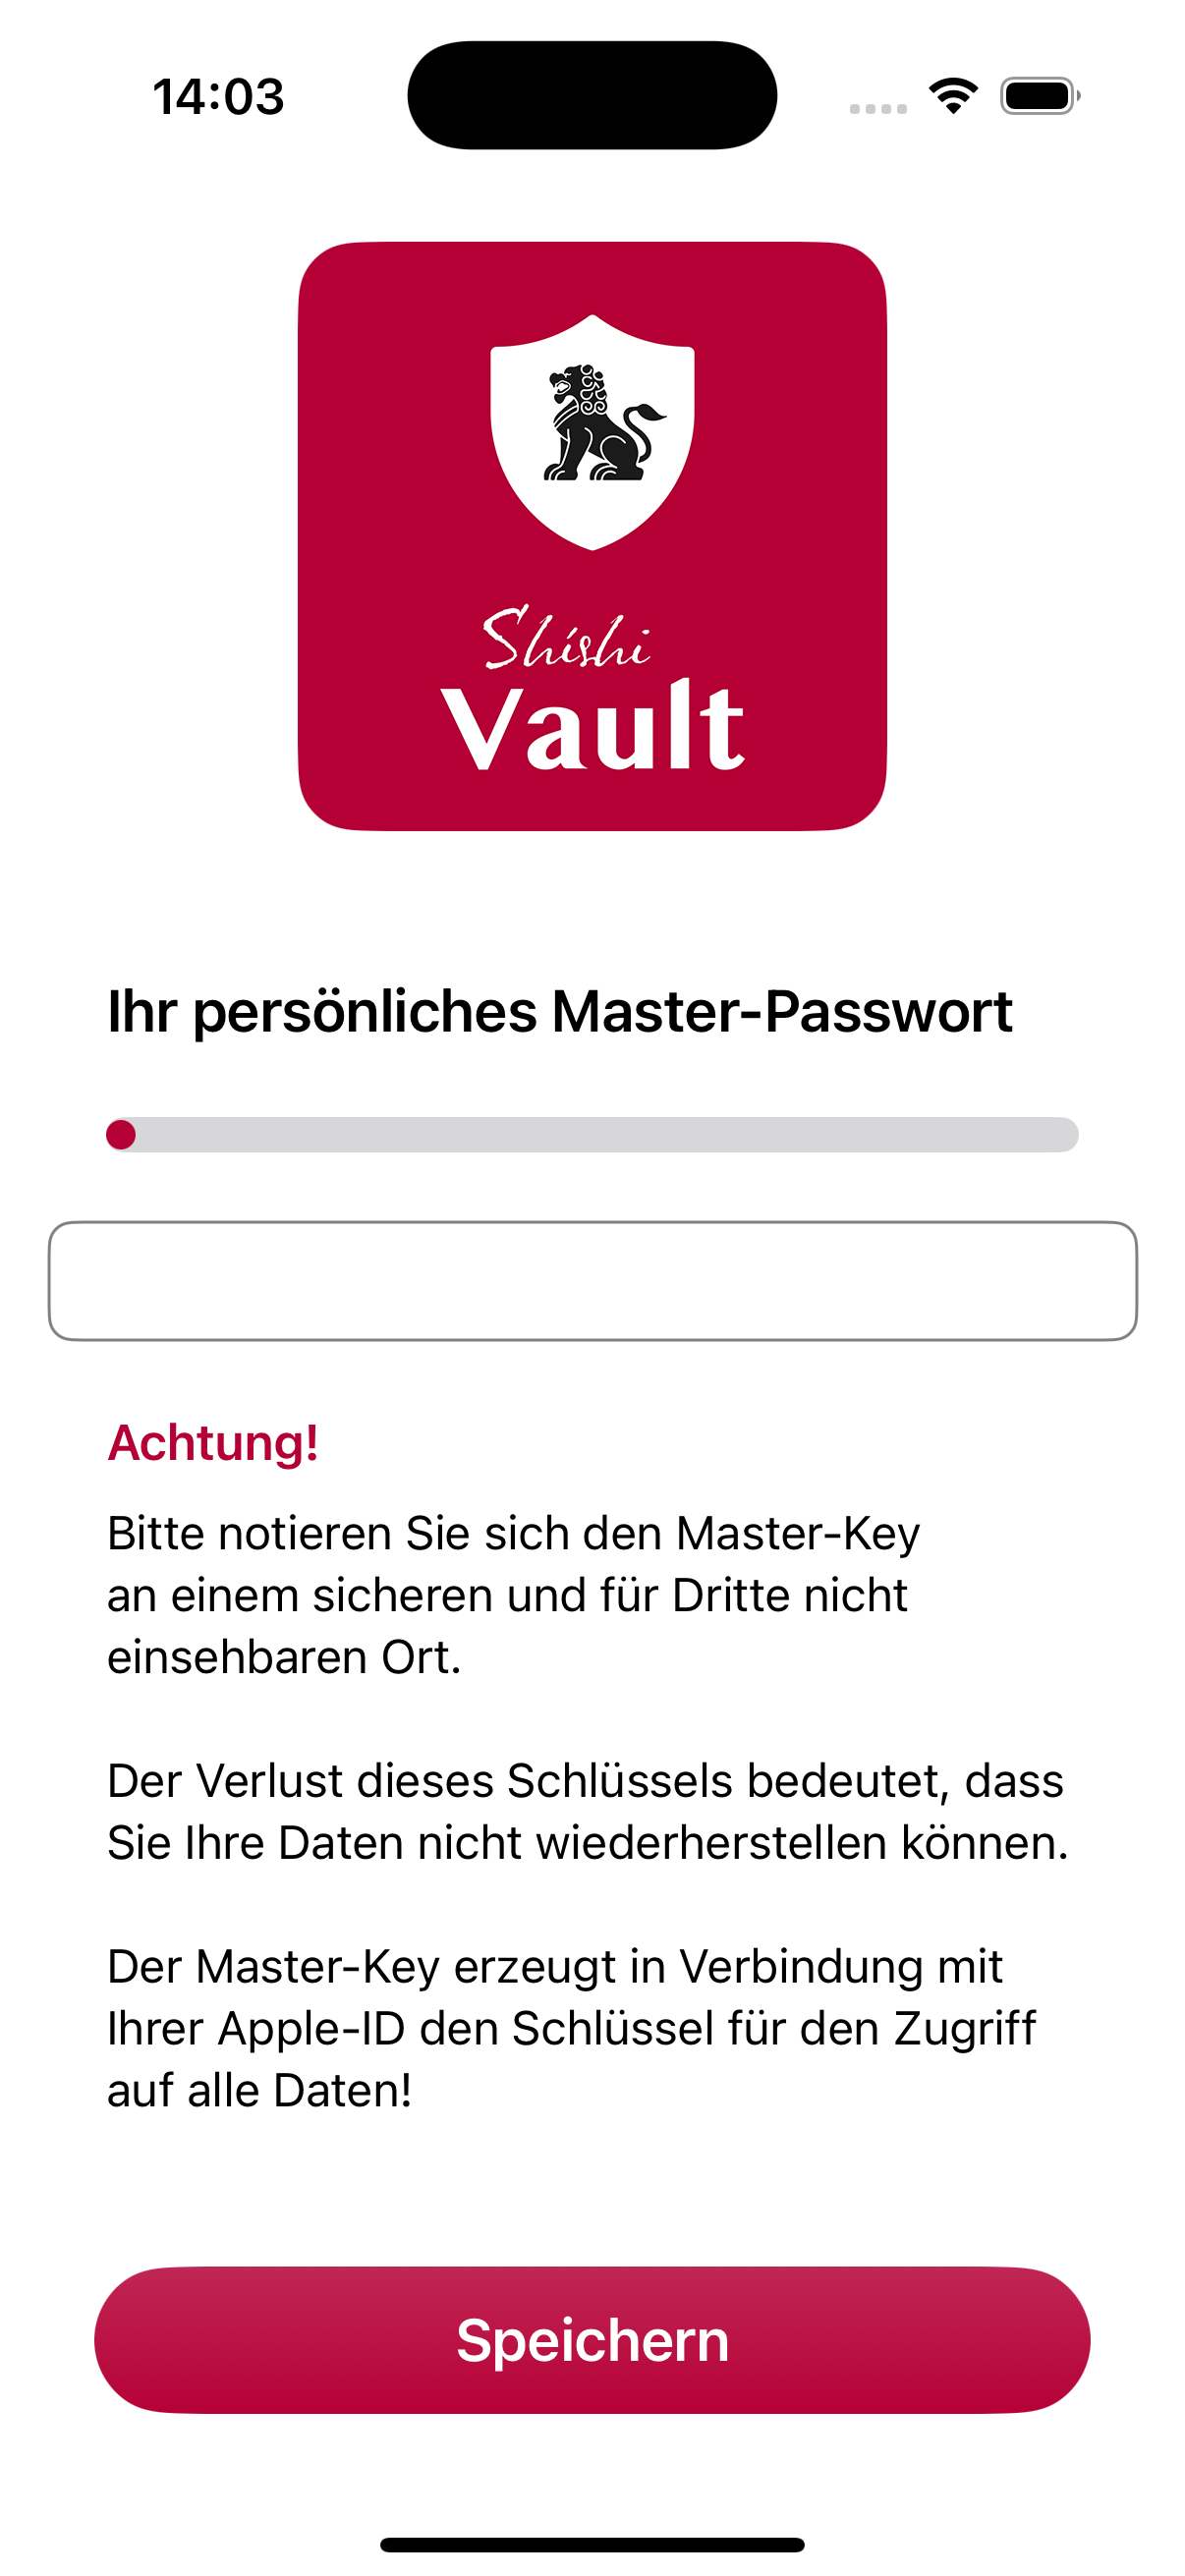 14:03
Shishi
Vault
Ihr persönliches Master-Passwort
Achtung!
Bitte notieren Sie sich den Master-Key
an einem sicheren und für Dritte nicht
einsehbaren Ort.
Der Verlust dieses Schlüssels bedeutet, dass
Sie Ihre Daten nicht wiederherstellen können.
Der Master-Key erzeugt in Verbindung mit
Ihrer Apple-ID den Schlüssel für den Zugriff
auf alle Daten!
Speichern